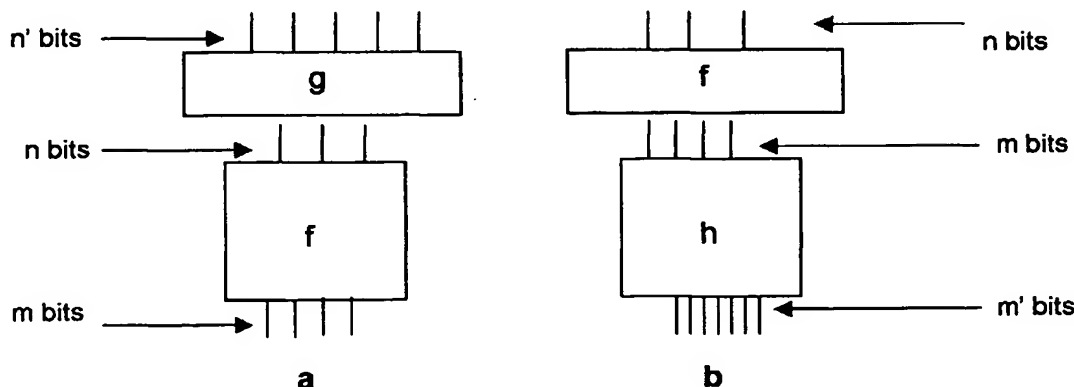 n' bits
g
n bits
f
m bits
a
n bits
f
m bits
h
m' bits
b